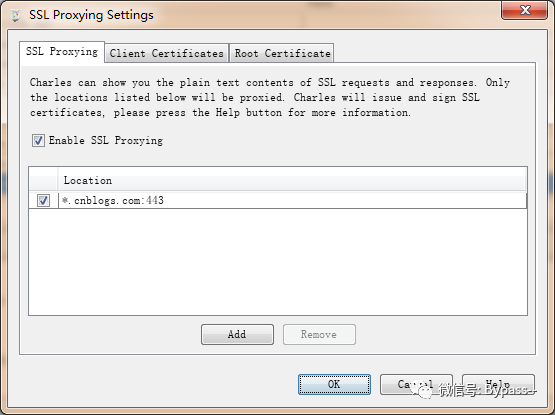 SSL Proxying Settings
SSL Proxying Client Certificates Root Certificate
Charles can show you the plain text contents of SSL requests and responses. Only
the locations listed below will be proxied. Charles will issue and sign SSL
certificates, please press the Help button for more information.
Enable SSL Proxying
Location
*.cnblogs.com:443
Add Remove
OK Cancel Help
微信号: Bypass--